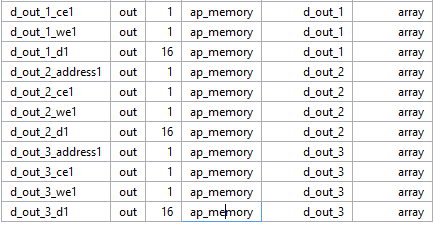 d_out_1_ce1 out 1 ap_memory d_out_1 array
d_out_1_we1 out 1 ap_memory d_out_1 array
d_out_1_d1 out 16 ap_memory d_out_1 array
d_out_2_address1 out 1 ap_memory d_out_2 array
d_out_2_ce1 out 1 ap_memory d_out_2 array
d_out_2_we1 out 1 ap_memory d_out_2 array
d_out_2_d1 out 16 ap_memory d_out_2 array
d_out_3_address1 out 1 ap_memory d_out_3 array
d_out_3_ce1 out 1 ap_memory d_out_3 array
d_out_3_we1 out 1 ap_memory d_out_3 array
d_out_3_d1 out 16 ap_memory d_out_3 array